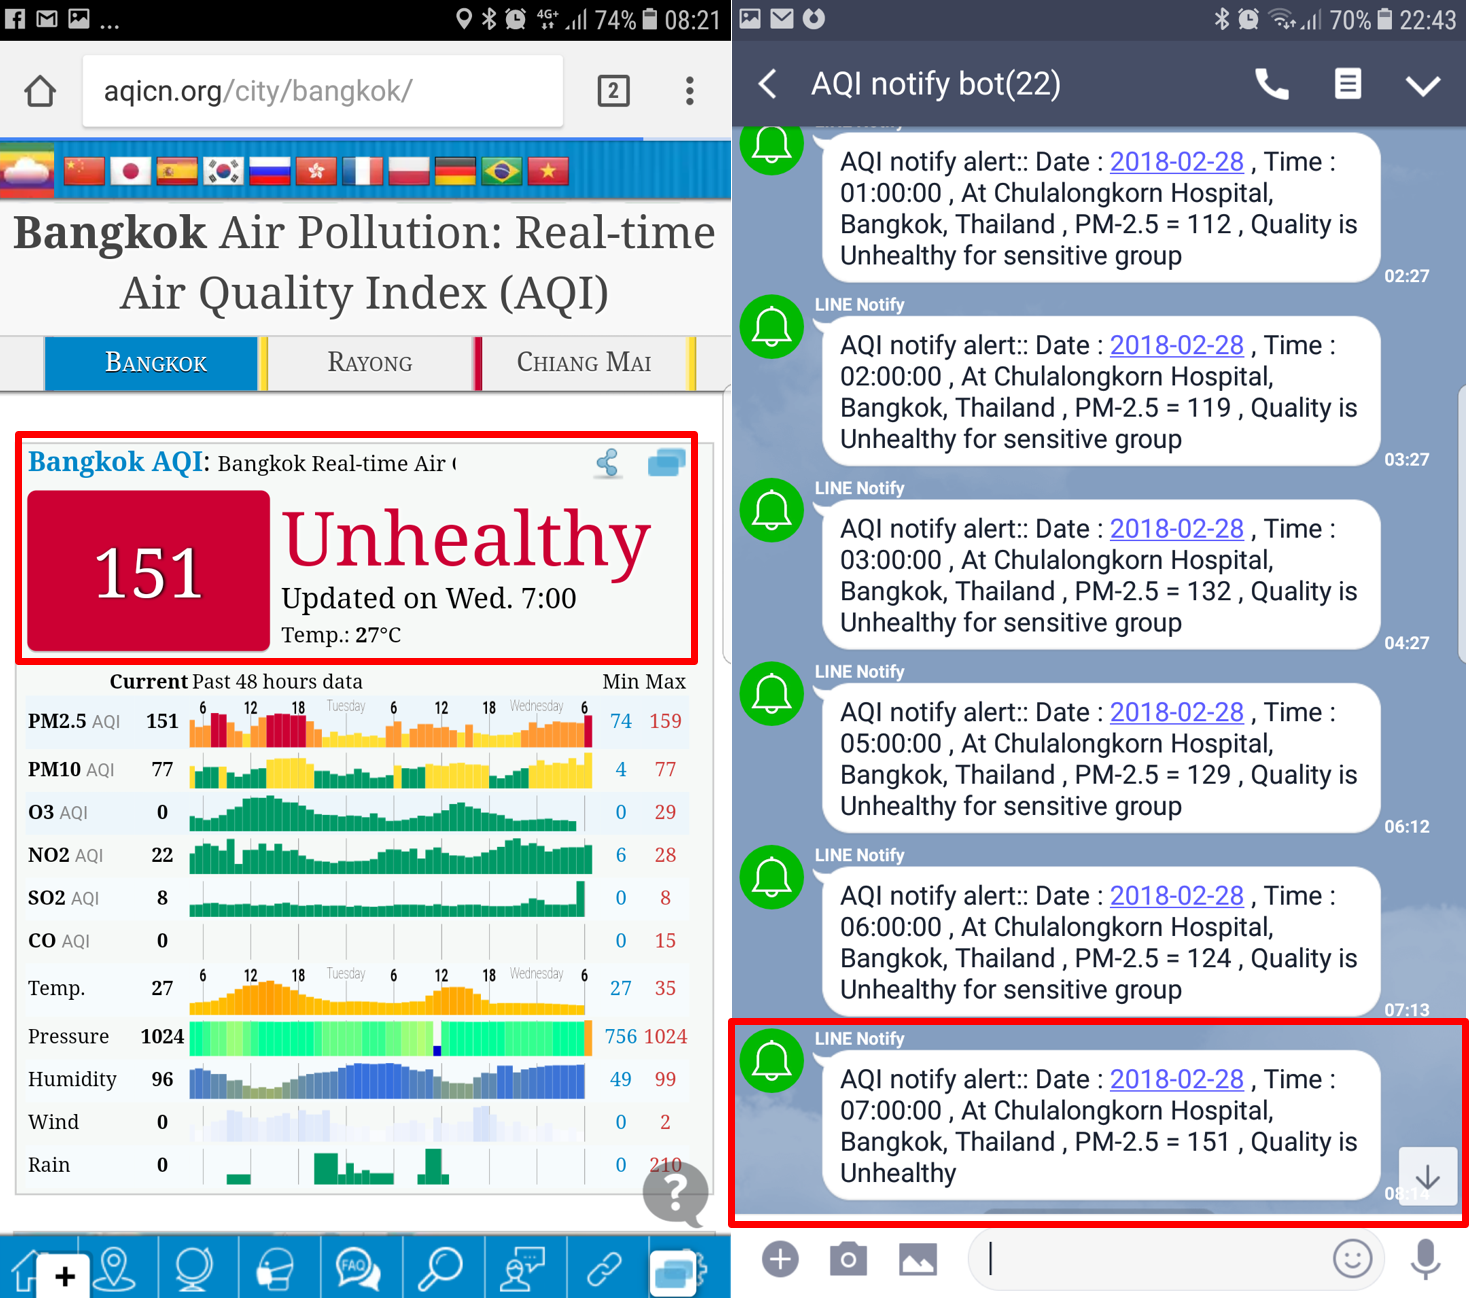 ... 4G+ 74% 08:21
aqicn.org/city/bangkok/ 2
Bangkok Air Pollution: Real-time
Air Quality Index (AQI)
BANGKOK RAYONG CHIANG MAI
Bangkok AQI: Bangkok Real-time Air
151
Unhealthy
Updated on Wed. 7:00
Temp.: 27°C
Current Past 48 hours data Min Max
6 12 18 Tuesday 6 12 18 Wednesday 6
PM2.5 AQI 151 74 159
PM10 AQI 77 4 77
O3 AQI 0 0 29
NO2 AQI 22 6 28
SO2 AQI 8 0 8
CO AQI 0 0 15
6 12 18 Tuesday 6 12 18 Wednesday 6
Temp. 27 27 35
Pressure 1024 756 1024
Humidity 96 49 99
Wind 0 0 2
Rain 0 0 210
?
+ FAQ
70% 22:43
AQI notify bot(22)
LINE Notify
AQI notify alert:: Date : 2018-02-28 , Time :
01:00:00 , At Chulalongkorn Hospital,
Bangkok, Thailand , PM-2.5 = 112 , Quality is
Unhealthy for sensitive group
02:27
LINE Notify
AQI notify alert:: Date : 2018-02-28 , Time :
02:00:00 , At Chulalongkorn Hospital,
Bangkok, Thailand , PM-2.5 = 119 , Quality is
Unhealthy for sensitive group
03:27
LINE Notify
AQI notify alert:: Date : 2018-02-28 , Time :
03:00:00 , At Chulalongkorn Hospital,
Bangkok, Thailand , PM-2.5 = 132 , Quality is
Unhealthy for sensitive group
04:27
LINE Notify
AQI notify alert:: Date : 2018-02-28 , Time :
05:00:00 , At Chulalongkorn Hospital,
Bangkok, Thailand , PM-2.5 = 129 , Quality is
Unhealthy for sensitive group
06:12
LINE Notify
AQI notify alert:: Date : 2018-02-28 , Time :
06:00:00 , At Chulalongkorn Hospital,
Bangkok, Thailand , PM-2.5 = 124 , Quality is
Unhealthy for sensitive group
07:13
LINE Notify
AQI notify alert:: Date : 2018-02-28 , Time :
07:00:00 , At Chulalongkorn Hospital,
Bangkok, Thailand , PM-2.5 = 151 , Quality is
Unhealthy
08:14